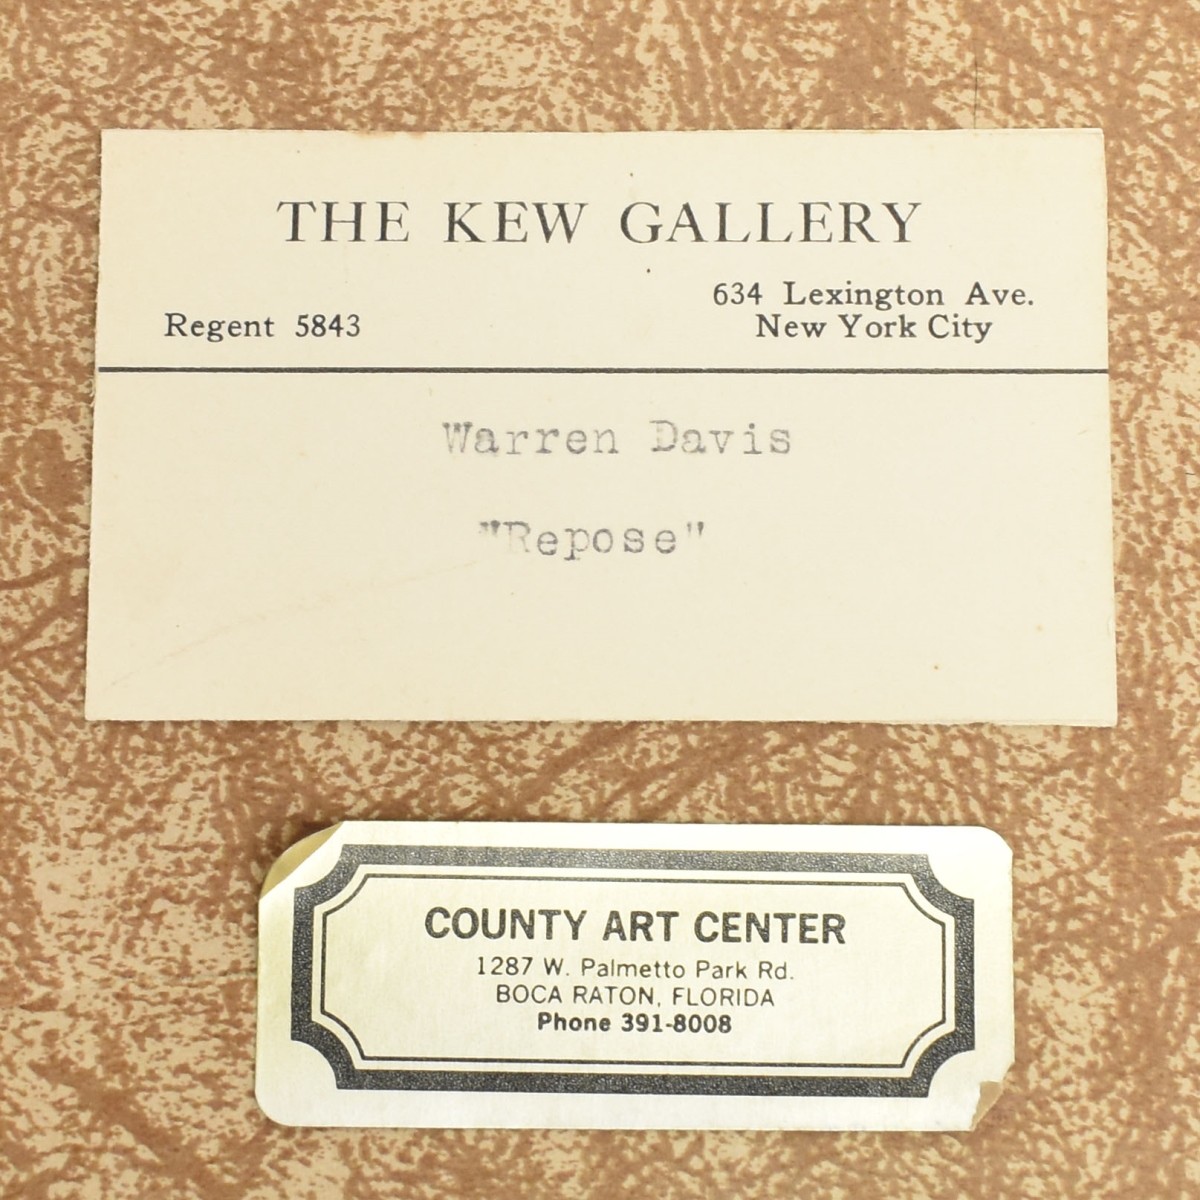 THE KEW GALLERY
634 Lexington Ave.
Regent 5843
New York City
Warren Davis
"Repose"
COUNTY ART CENTER
1287 W. Palmetto Park Rd.
BOCA RATON, FLORIDA
Phone 391-8008